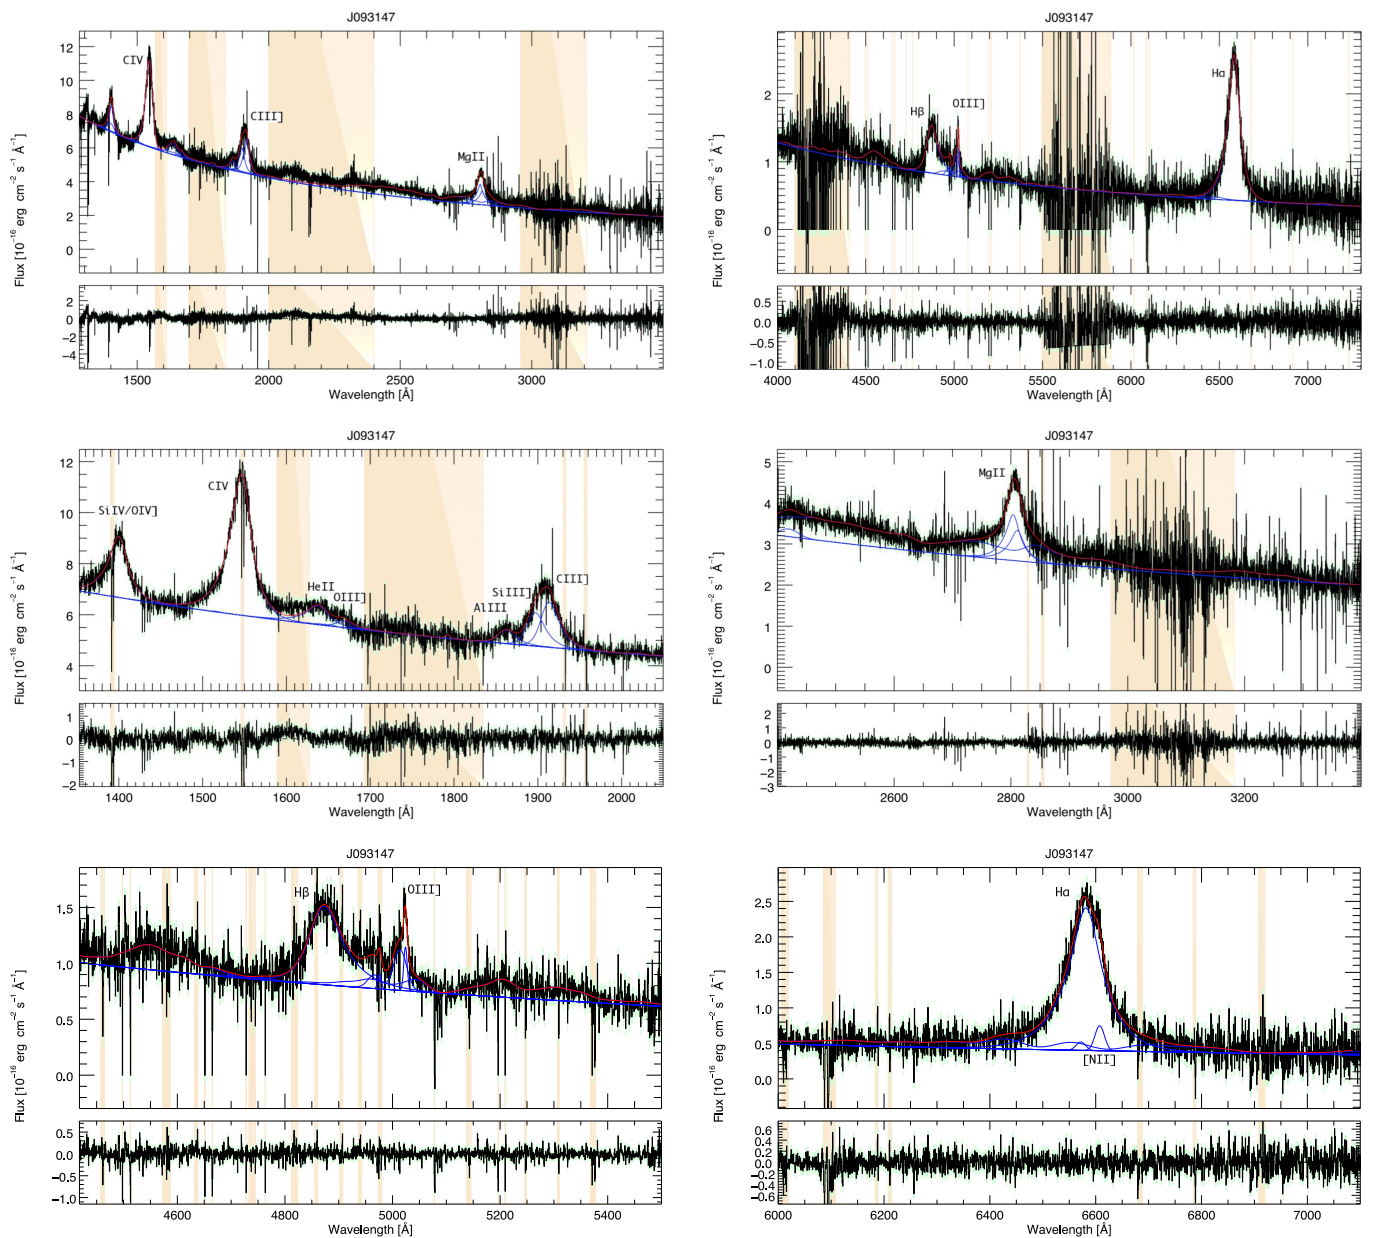 J093147
12
10
8
6
4
2
0
CIV
CIII]
MgII
Flux [10⁻¹⁶ erg cm⁻² s⁻¹ Å⁻¹]
2
0
−2
−4
1500 2000 2500 3000
Wavelength [Å]
J093147
2
1
0
Hβ
OIII]
Hα
Flux [10⁻¹⁶ erg cm⁻² s⁻¹ Å⁻¹]
0.5
0.0
−0.5
−1.0
4000 4500 5000 5500 6000 6500 7000
Wavelength [Å]
J093147
12
10
8
6
4
SiIV/OIV]
CIV
HeII
OIII]
AlIII
SiIII]
CIII]
Flux [10⁻¹⁶ erg cm⁻² s⁻¹ Å⁻¹]
1
0
−1
−2
1400 1500 1600 1700 1800 1900 2000
Wavelength [Å]
J093147
5
4
3
2
1
0
MgII
Flux [10⁻¹⁶ erg cm⁻² s⁻¹ Å⁻¹]
2
1
0
−1
−2
−3
2600 2800 3000 3200
Wavelength [Å]
J093147
1.5
1.0
0.5
0.0
Hβ
OIII]
Flux [10⁻¹⁶ erg cm⁻² s⁻¹ Å⁻¹]
0.5
0.0
−0.5
−1.0
4600 4800 5000 5200 5400
Wavelength [Å]
J093147
2.5
2.0
1.5
1.0
0.5
0.0
Hα
[NII]
Flux [10⁻¹⁶ erg cm⁻² s⁻¹ Å⁻¹]
0.6
0.4
0.2
0.0
−0.2
−0.4
−0.6
6000 6200 6400 6600 6800 7000
Wavelength [Å]